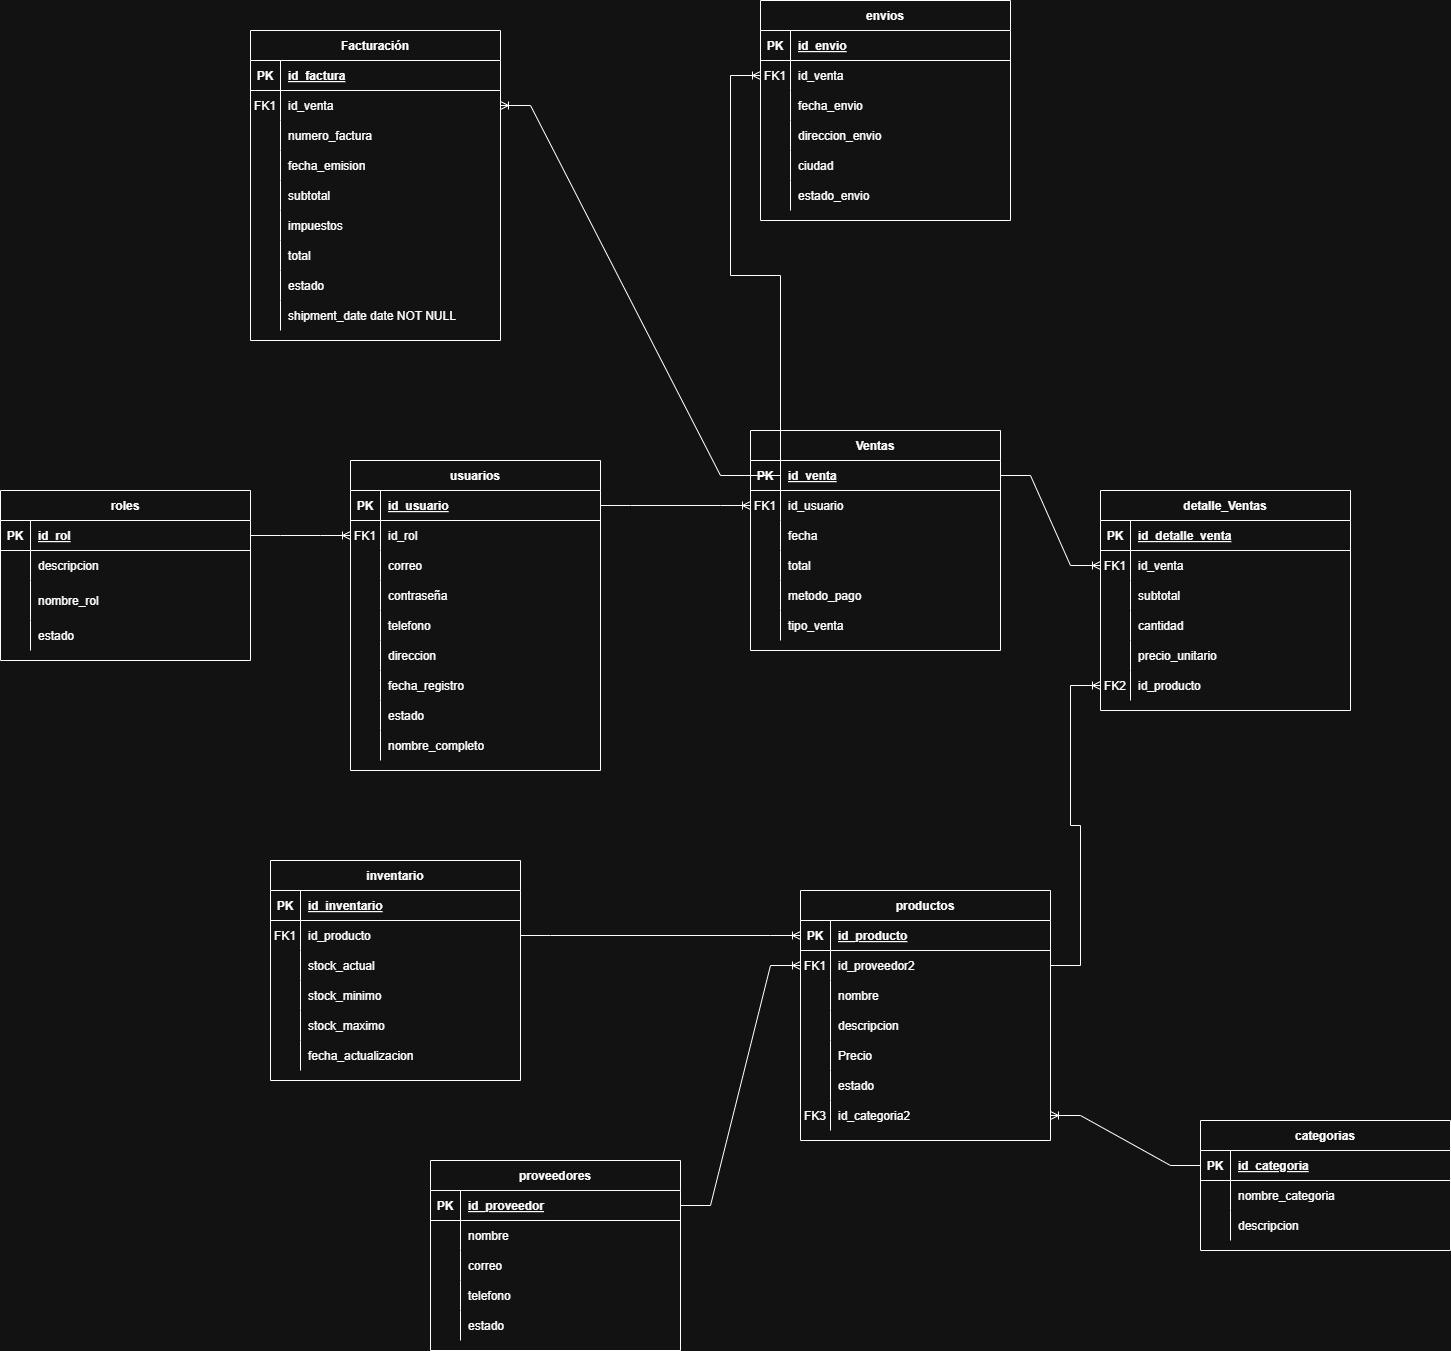 envios
PK id_envio
FK1 id_venta
fecha_envio
direccion_envio
ciudad
estado_envio
Facturación
PK id_factura
FK1 id_venta
numero_factura
fecha_emision
subtotal
impuestos
total
estado
shipment_date date NOT NULL
Ventas
PK id_venta
FK1 id_usuario
fecha
total
metodo_pago
tipo_venta
usuarios
PK id_usuario
FK1 id_rol
correo
contraseña
telefono
direccion
fecha_registro
estado
nombre_completo
roles
PK id_rol
descripcion
nombre_rol
estado
detalle_Ventas
PK id_detalle_venta
FK1 id_venta
subtotal
cantidad
precio_unitario
FK2 id_producto
inventario
PK id_inventario
FK1 id_producto
stock_actual
stock_minimo
stock_maximo
fecha_actualizacion
productos
PK id_producto
FK1 id_proveedor2
nombre
descripcion
Precio
estado
FK3 id_categoria2
categorias
PK id_categoria
nombre_categoria
descripcion
proveedores
PK id_proveedor
nombre
correo
telefono
estado